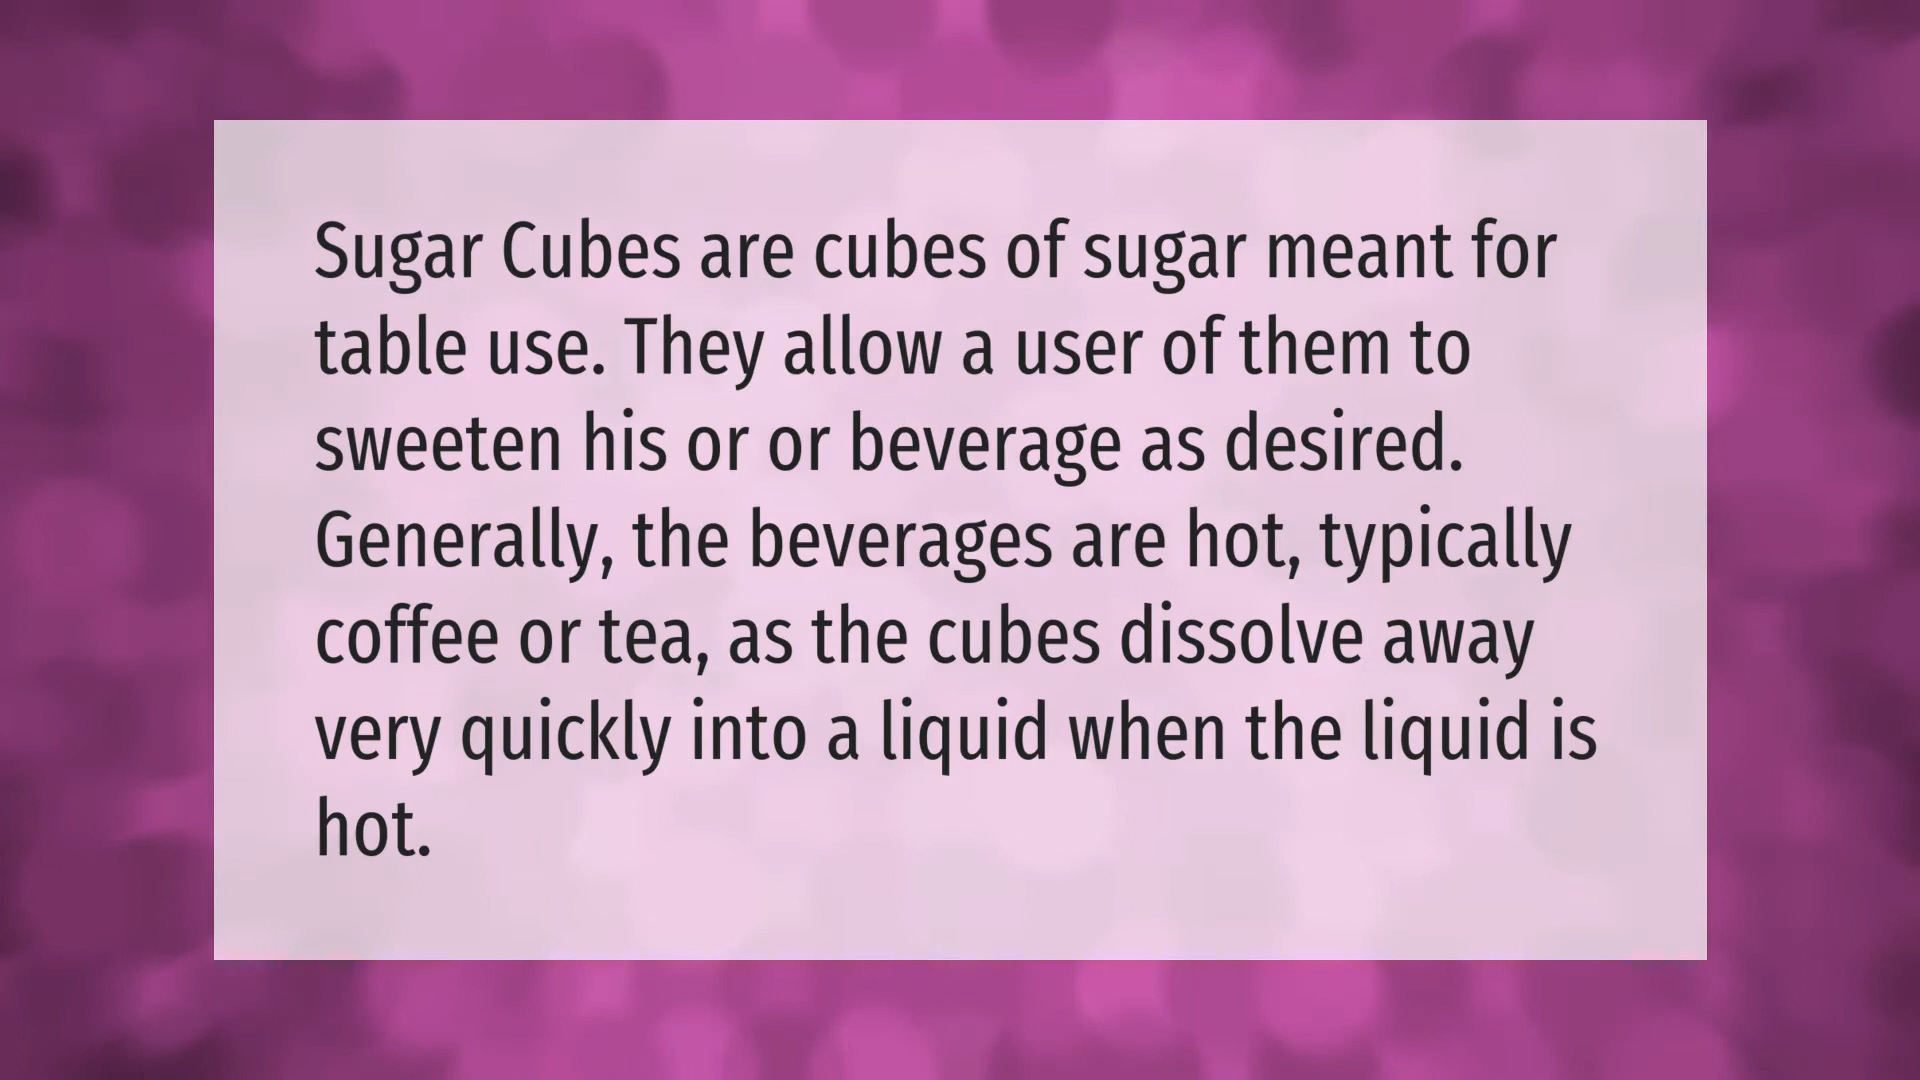 Sugar Cubes are cubes of sugar meant for
table use. They allow a user of them to
sweeten his or or beverage as desired.
Generally, the beverages are hot, typically
coffee or tea, as the cubes dissolve away
very quickly into a liquid when the liquid is
hot.